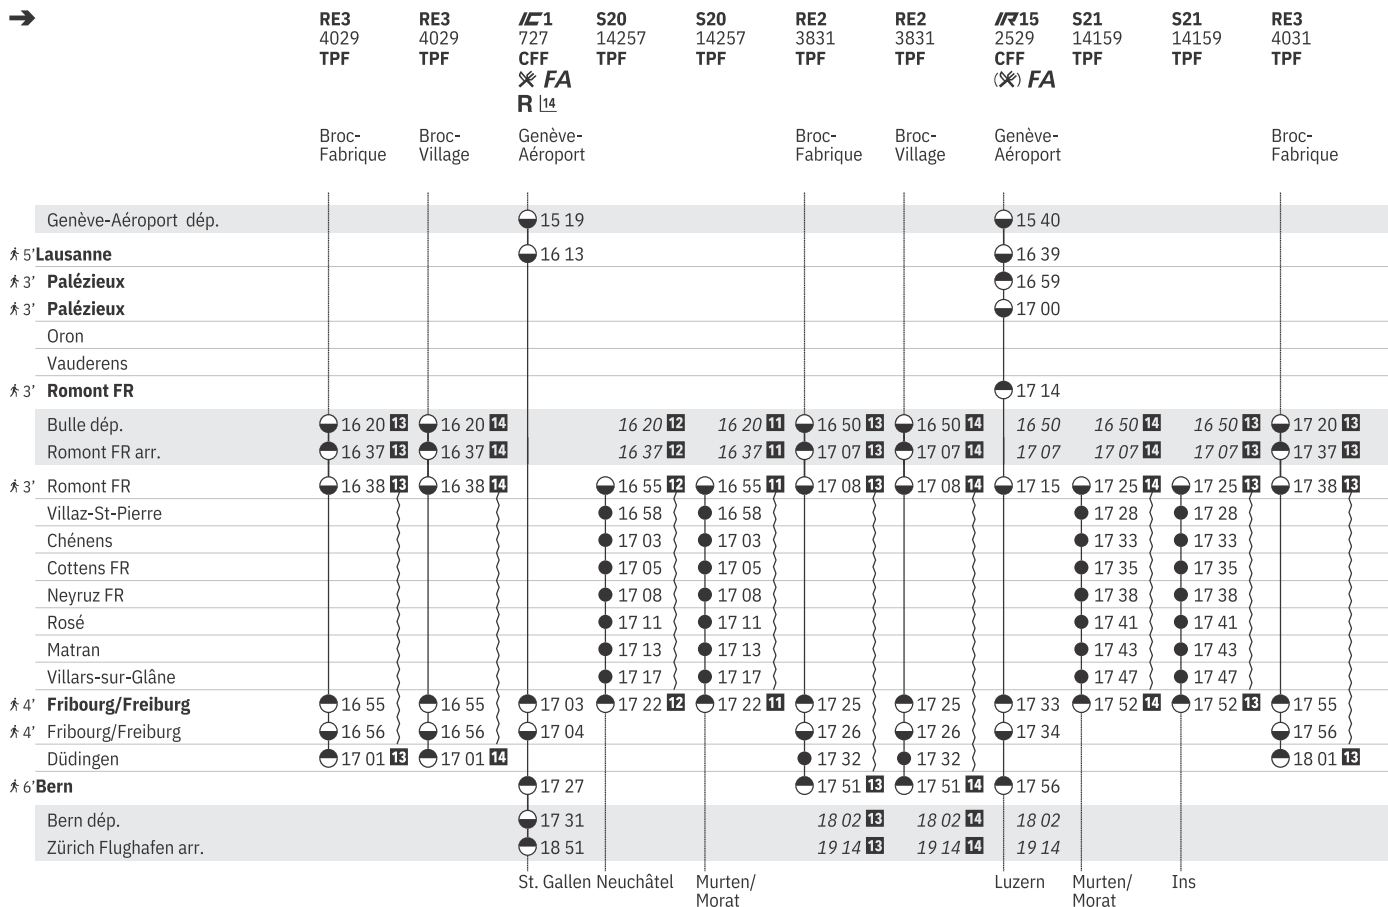 ➔ RE3 RE3 IC1 S20 S20 RE2 RE2 IR15 S21 S21 RE3
4029 4029 727 14257 14257 3831 3831 2529 14159 14159 4031
TPF TPF CFF TPF TPF TPF TPF CFF TPF TPF TPF
FA ( ) FA
R 14
Broc- Broc- Genève- Broc- Broc- Genève- Broc-
Fabrique Village Aéroport Fabrique Village Aéroport Fabrique
Genève-Aéroport dép. 15 19 15 40
5' Lausanne 16 13 16 39
3' Palézieux 16 59
3' Palézieux 17 00
Oron
Vauderens
3' Romont FR 17 14
Bulle dép. 16 20 13 16 20 14 16 20 12 16 20 11 16 50 13 16 50 14 16 50 16 50 14 16 50 13 17 20 13
Romont FR arr. 16 37 13 16 37 14 16 37 12 16 37 11 17 07 13 17 07 14 17 07 17 07 14 17 07 13 17 37 13
3' Romont FR 16 38 13 16 38 14 16 55 12 16 55 11 17 08 13 17 08 14 17 15 17 25 14 17 25 13 17 38 13
Villaz-St-Pierre 16 58 16 58 17 28 17 28
Chénens 17 03 17 03 17 33 17 33
Cottens FR 17 05 17 05 17 35 17 35
Neyruz FR 17 08 17 08 17 38 17 38
Rosé 17 11 17 11 17 41 17 41
Matran 17 13 17 13 17 43 17 43
Villars-sur-Glâne 17 17 17 17 17 47 17 47
4' Fribourg/Freiburg 16 55 16 55 17 03 17 22 12 17 22 11 17 25 17 25 17 33 17 52 14 17 52 13 17 55
4' Fribourg/Freiburg 16 56 16 56 17 04 17 26 17 26 17 34 17 56
Düdingen 17 01 13 17 01 14 17 32 17 32 18 01 13
6' Bern 17 27 17 51 13 17 51 14 17 56
Bern dép. 17 31 18 02 13 18 02 14 18 02
Zürich Flughafen arr. 18 51 19 14 13 19 14 14 19 14
St. Gallen Neuchâtel Murten/ Luzern Murten/ Ins
Morat Morat